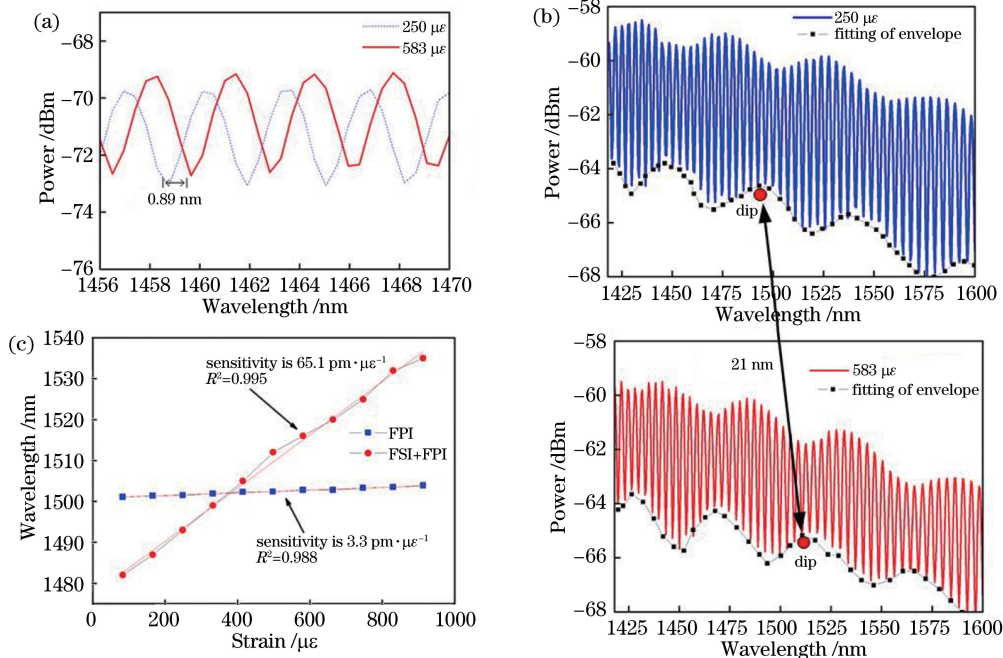 (a)
250 με
583 με
0.89 nm
Power /dBm
−68
−70
−72
−74
−76
1456
1458
1460
1462
1464
1466
1468
1470
Wavelength /nm
(b)
250 με
fitting of envelope
dip
Power /dBm
−58
−60
−62
−64
−66
−68
1425
1450
1475
1500
1525
1550
1575
1600
Wavelength /nm
21 nm
583 με
fitting of envelope
dip
Power /dBm
−58
−60
−62
−64
−66
−68
1425
1450
1475
1500
1525
1550
1575
1600
Wavelength /nm
(c)
sensitivity is 65.1 pm·με⁻¹
R²=0.995
FPI
FSI+FPI
sensitivity is 3.3 pm·με⁻¹
R²=0.988
Wavelength /nm
1540
1530
1520
1510
1500
1490
1480
0
200
400
600
800
1000
Strain /με